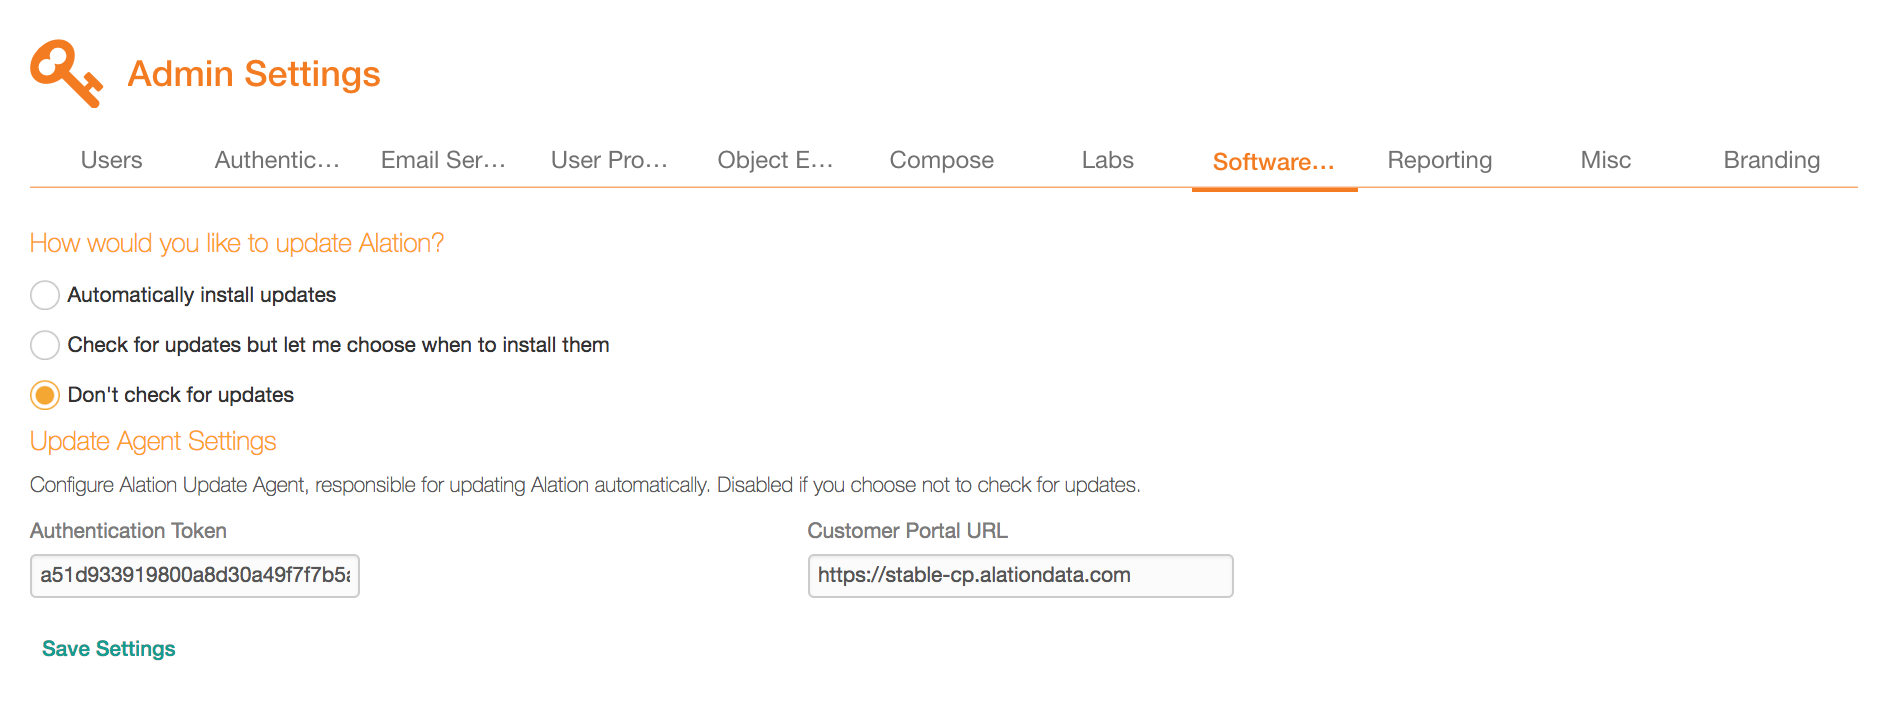 Admin Settings
Users Authentic... Email Ser... User Pro... Object E... Compose Labs Software... Reporting Misc Branding
How would you like to update Alation?
Automatically install updates
Check for updates but let me choose when to install them
Don't check for updates
Update Agent Settings
Configure Alation Update Agent, responsible for updating Alation automatically. Disabled if you choose not to check for updates.
Authentication Token Customer Portal URL
a51d933919800a8d30a49f7f7b5a https://stable-cp.alationdata.com
Save Settings